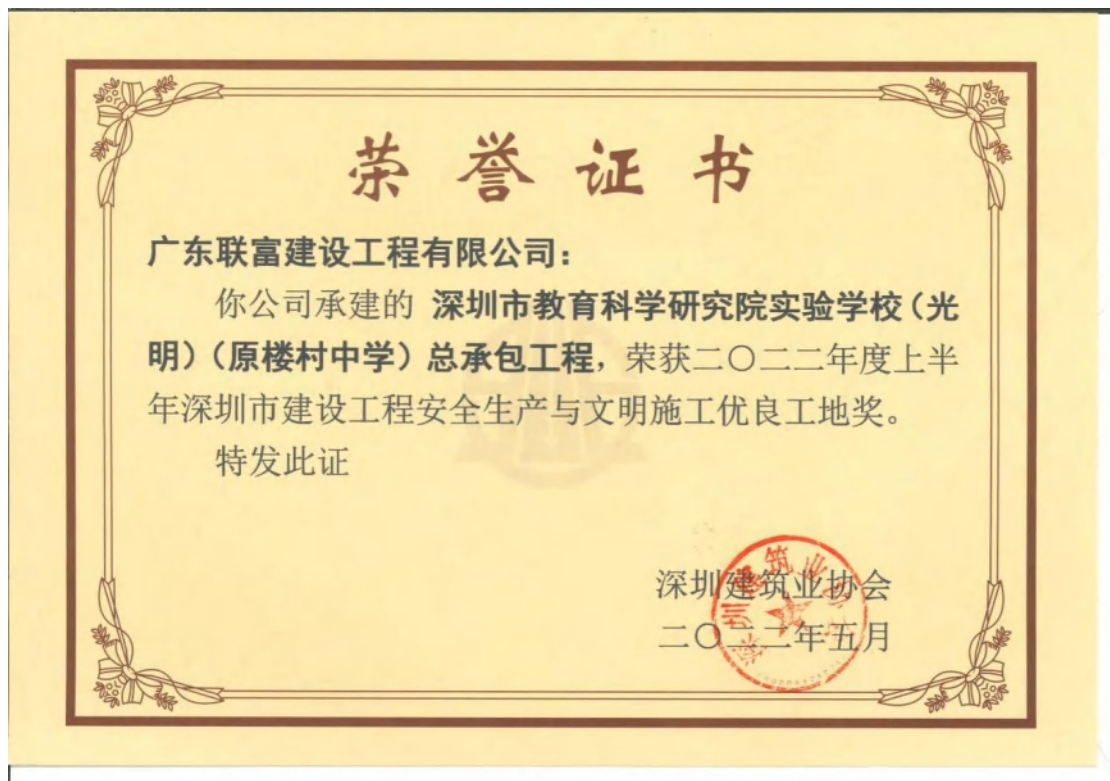 荣誉证书
广东联富建设工程有限公司：
你公司承建的 深圳市教育科学研究院实验学校（光
明）（原楼村中学）总承包工程，荣获二〇二二年度上半
年深圳市建设工程安全生产与文明施工优良工地奖。
特发此证
深圳建筑业协会
二〇二二年五月